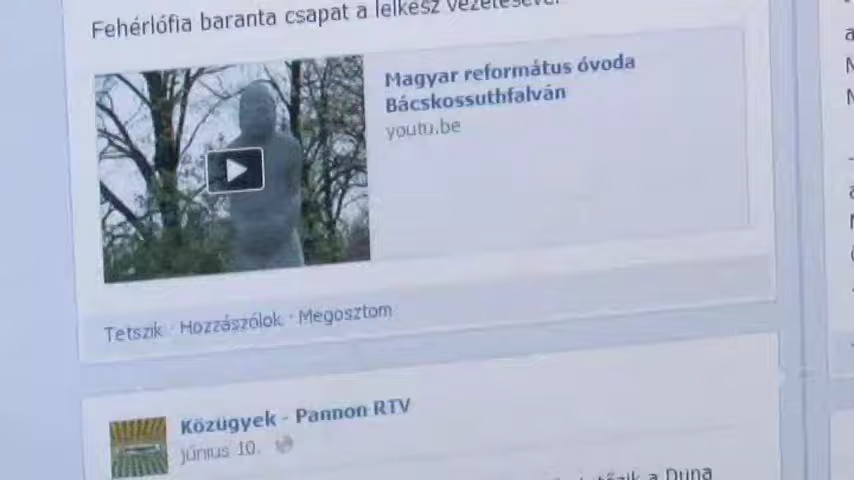 Fehérlófia baranta csapat a lelkész vezetésével
Magyar református óvoda
Bácskossuthfalván
youtu.be
Tetszik · Hozzászólok · Megosztom
Közügyek - Pannon RTV
június 10.
a Duna